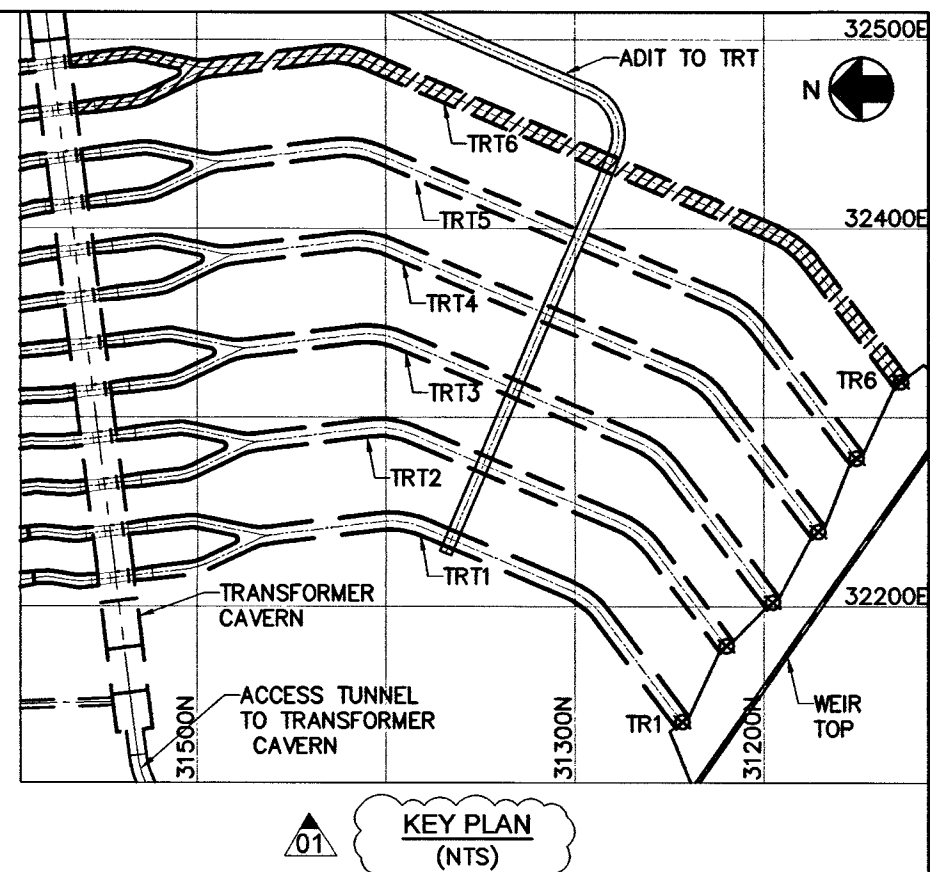 32500E
ADIT TO TRT
N
TRT6
TRT5
32400E
TRT4
TRT3
TR6
TRT2
TRT1
TRANSFORMER
CAVERN
32200E
ACCESS TUNNEL
TO TRANSFORMER
CAVERN
31500N
31300N
31200N
TR1
WEIR
TOP
01
KEY PLAN
(NTS)